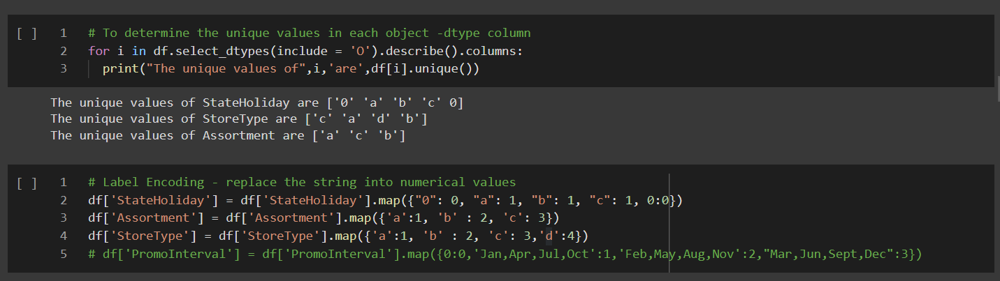 [ ] 1 # To determine the unique values in each object -dtype column
2 for i in df.select_dtypes(include = 'O').describe().columns:
3 print("The unique values of",i,'are',df[i].unique())
The unique values of StateHoliday are ['0' 'a' 'b' 'c' 0]
The unique values of StoreType are ['c' 'a' 'd' 'b']
The unique values of Assortment are ['a' 'c' 'b']
[ ] 1 # Label Encoding - replace the string into numerical values
2 df['StateHoliday'] = df['StateHoliday'].map({"0": 0, "a": 1, "b": 1, "c": 1, 0:0})
3 df['Assortment'] = df['Assortment'].map({'a':1, 'b' : 2, 'c': 3})
4 df['StoreType'] = df['StoreType'].map({'a':1, 'b' : 2, 'c': 3,'d':4})
5 # df['PromoInterval'] = df['PromoInterval'].map({0:0,'Jan,Apr,Jul,Oct':1,'Feb,May,Aug,Nov':2,"Mar,Jun,Sept,Dec":3})